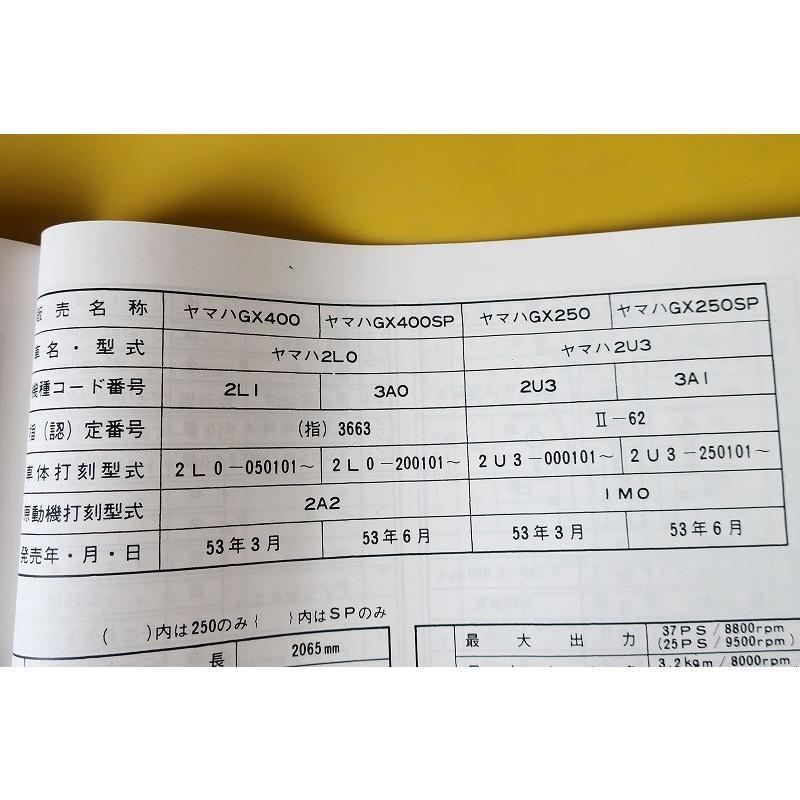 販売名称 ヤマハGX400 ヤマハGX400SP ヤマハGX250 ヤマハGX250SP
車名・型式 ヤマハ2L0 ヤマハ2U3
機種コード番号 2L1 3A0 2U3 3A1
指(認)定番号 (指)3663 Ⅱ-62
車体打刻型式 2L0-050101~ 2L0-200101~ 2U3-000101~ 2U3-250101~
原動機打刻型式 2A2 1M0
発売年・月・日 53年3月 53年6月 53年3月 53年6月
( )内は250のみ{ }内はSPのみ
長 2065mm
最大出力 37PS/8800rpm
(25PS/9500rpm)
3.2kgm/8000rpm